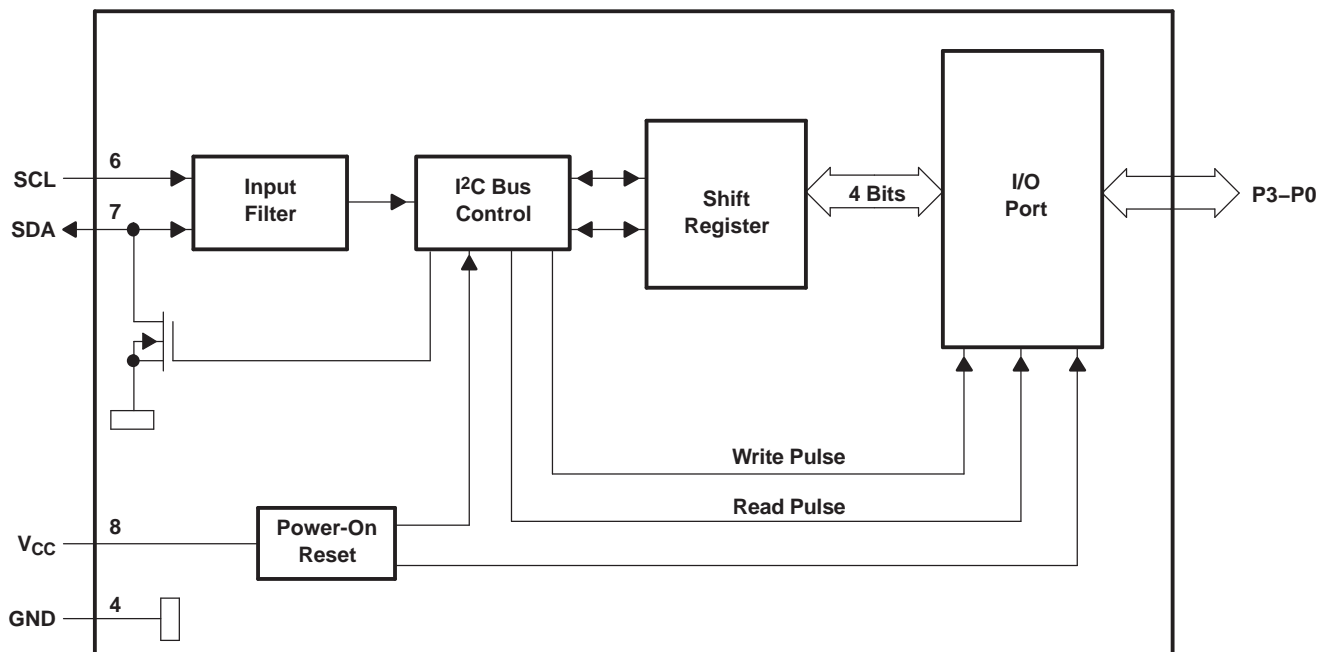 6
SCL
7
SDA
Input
Filter
I²C Bus
Control
Shift
Register
4 Bits
I/O
Port
P3–P0
Write Pulse
Read Pulse
8
VCC
Power-On
Reset
4
GND